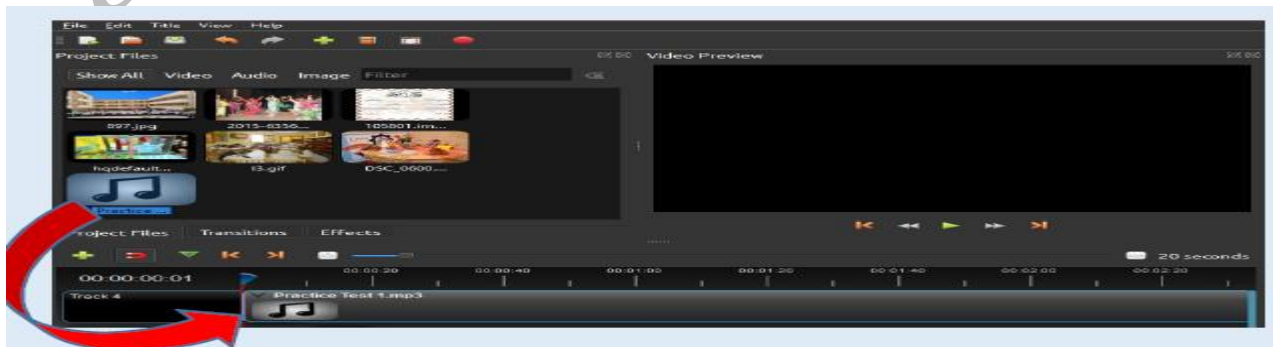 File Edit Title View Help
Project Files
Video Preview
Show All Video Audio Image Filter
897.jpg 2015-6356... 105801.im...
hqdefault... 13.gif DSC_0600....
Practice ...
Project Files Transitions Effects
20 seconds
00:00:00:01
00:00:20 00:00:40 00:01:00 00:01:20 00:01:40 00:02:00 00:02:20
Track 4
Practice Test 1.mp3